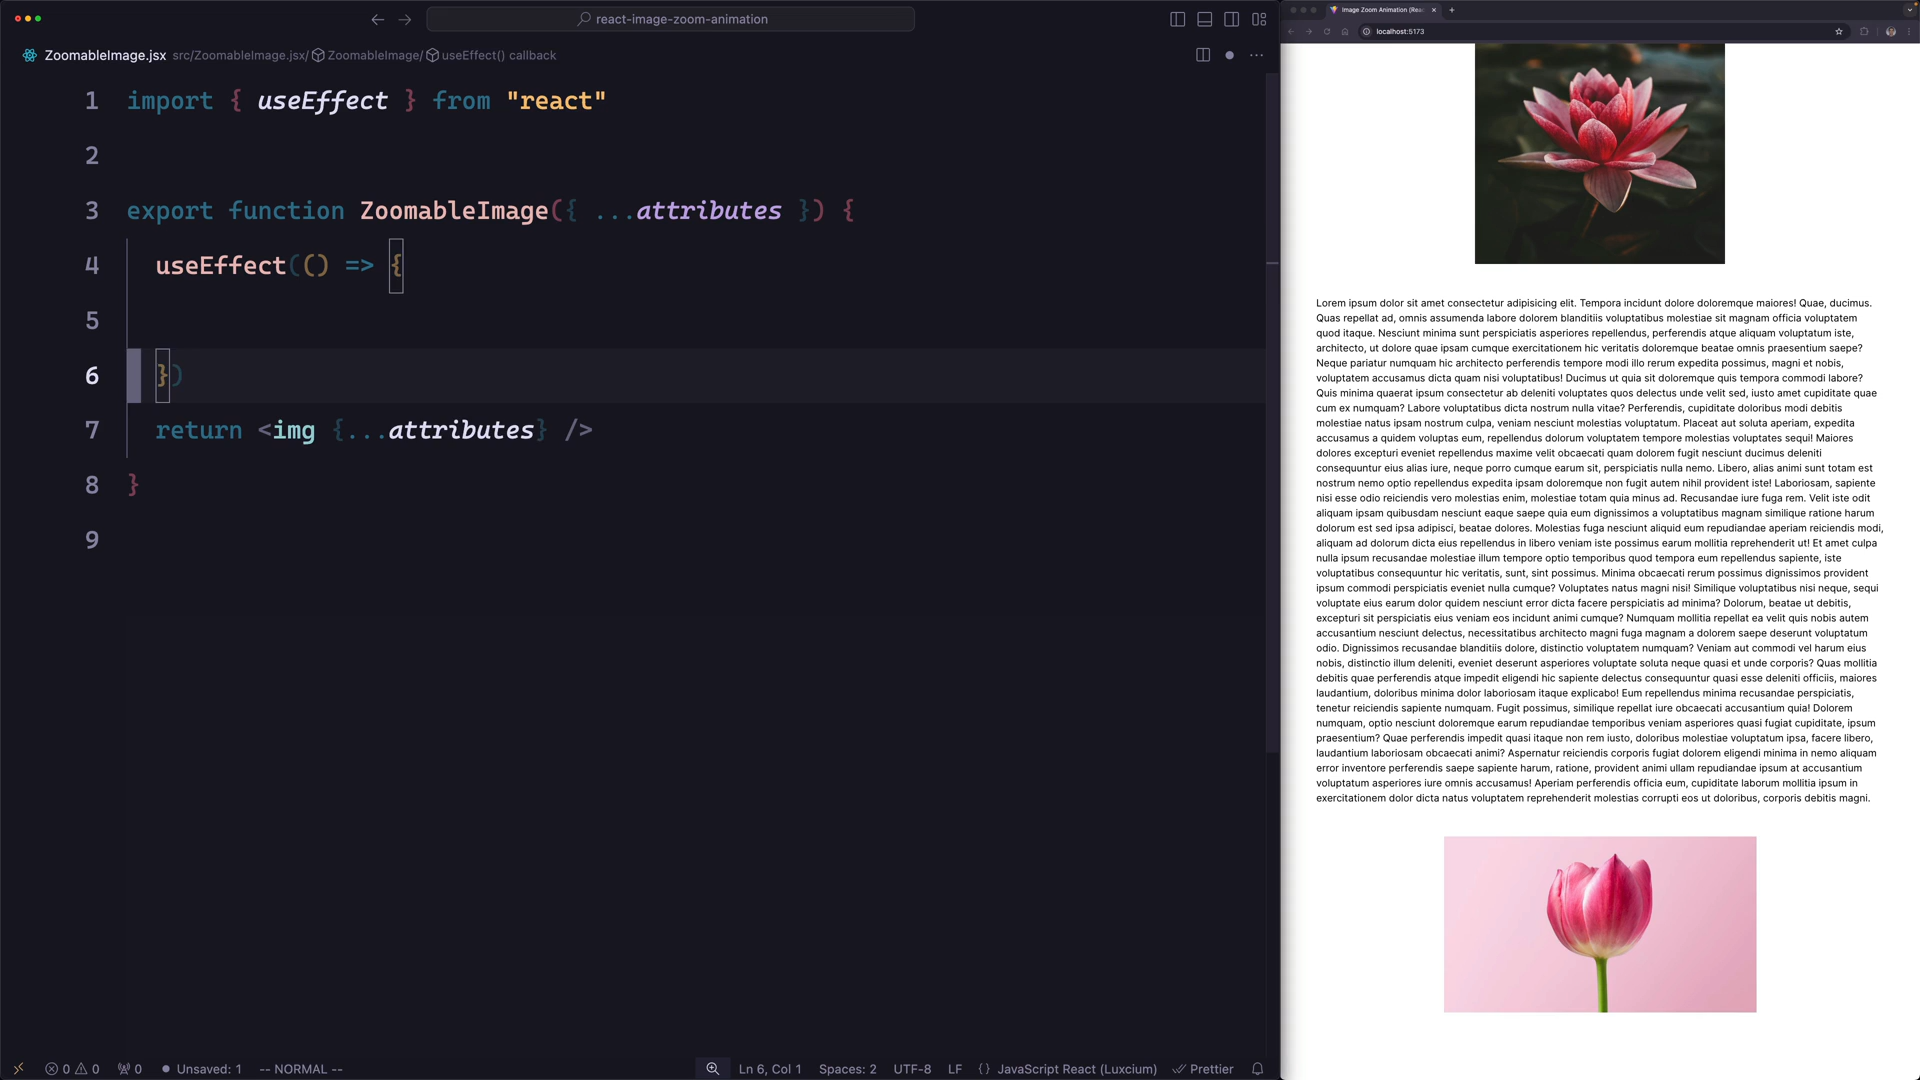 react-image-zoom-animation
ZoomableImage.jsx src/ZoomableImage.jsx/ ZoomableImage/ useEffect() callback
1 import { useEffect } from "react"
2
3 export function ZoomableImage({ ...attributes }) {
4 useEffect(() => {
5
6 })
7 return <img {...attributes} />
8 }
9
0 0 0 Unsaved: 1 -- NORMAL --
Ln 6, Col 1 Spaces: 2 UTF-8 LF {} JavaScript React (Luxcium) Prettier
Image Zoom Animation (Rea
localhost:5173
Lorem ipsum dolor sit amet consectetur adipisicing elit. Tempora incidunt dolore doloremque maiores! Quae, ducimus.
Quas repellat ad, omnis assumenda labore dolorem blanditiis voluptatibus molestiae sit magnam officia voluptatem
quod itaque. Nesciunt minima sunt perspiciatis asperiores repellendus, perferendis atque aliquam voluptatum iste,
architecto, ut dolore quae ipsam cumque exercitationem hic veritatis doloremque beatae omnis praesentium saepe?
Neque pariatur numquam hic architecto perferendis tempore modi illo rerum expedita possimus, magni et nobis,
voluptatem accusamus dicta quam nisi voluptatibus! Ducimus ut quia sit doloremque quis tempora commodi labore?
Quis minima quaerat ipsum consectetur ab deleniti voluptates quos delectus unde velit sed, iusto amet cupiditate quae
cum ex numquam? Labore voluptatibus dicta nostrum nulla vitae? Perferendis, cupiditate doloribus modi debitis
molestiae natus ipsam nostrum culpa, veniam nesciunt molestias voluptatum. Placeat aut soluta aperiam, expedita
accusamus a quidem voluptas eum, repellendus dolorum voluptatem tempore molestias voluptates sequi! Maiores
dolores excepturi eveniet repellendus maxime velit obcaecati quam dolorem fugit nesciunt ducimus deleniti
consequuntur eius alias iure, neque porro cumque earum sit, perspiciatis nulla nemo. Libero, alias animi sunt totam est
nostrum nemo optio repellendus expedita ipsam doloremque non fugit autem nihil provident iste! Laboriosam, sapiente
nisi esse odio reiciendis vero molestias enim, molestiae totam quia minus ad. Recusandae iure fuga rem. Velit iste odit
aliquam ipsam quibusdam nesciunt eaque saepe quia eum dignissimos a voluptatibus magnam similique ratione harum
dolorum est sed ipsa adipisci, beatae dolores. Molestias fuga nesciunt aliquid eum repudiandae aperiam reiciendis modi,
aliquam ad dolorum dicta eius repellendus in libero veniam iste possimus earum mollitia reprehenderit ut! Et amet culpa
nulla ipsum recusandae molestiae illum tempore optio temporibus quod tempora eum repellendus sapiente, iste
voluptatibus consequuntur hic veritatis, sunt, sint possimus. Minima obcaecati rerum possimus dignissimos provident
ipsum commodi perspiciatis eveniet nulla cumque? Voluptates natus magni nisi! Similique voluptatibus nisi neque, sequi
voluptate eius earum dolor quidem nesciunt error dicta facere perspiciatis ad minima? Dolorum, beatae ut debitis,
excepturi sit perspiciatis eius veniam eos incidunt animi cumque? Numquam mollitia repellat ea velit quis nobis autem
accusantium nesciunt delectus, necessitatibus architecto magni fuga magnam a dolorem saepe deserunt voluptatum
odio. Dignissimos recusandae blanditiis dolore, distinctio voluptatem numquam? Veniam aut commodi vel harum eius
nobis, distinctio illum deleniti, eveniet deserunt asperiores voluptate soluta neque quasi et unde corporis? Quas mollitia
debitis quae perferendis atque impedit eligendi hic sapiente delectus consequuntur quasi esse deleniti officiis, maiores
laudantium, doloribus minima dolor laboriosam itaque explicabo! Eum repellendus minima recusandae perspiciatis,
tenetur reiciendis sapiente numquam. Fugit possimus, similique repellat iure obcaecati accusantium quia! Dolorem
numquam, optio nesciunt doloremque earum repudiandae temporibus veniam asperiores quasi fugiat cupiditate, ipsum
praesentium? Quae perferendis impedit quasi itaque non rem iusto, doloribus molestiae voluptatum ipsa, facere libero,
laudantium laboriosam obcaecati animi? Aspernatur reiciendis corporis fugiat dolorem eligendi minima in nemo aliquam
error inventore perferendis saepe sapiente harum, ratione, provident animi ullam repudiandae ipsum at accusantium
voluptatum asperiores iure omnis accusamus! Aperiam perferendis officia eum, cupiditate laborum mollitia ipsum in
exercitationem dolor dicta natus voluptatem reprehenderit molestias corrupti eos ut doloribus, corporis debitis magni.